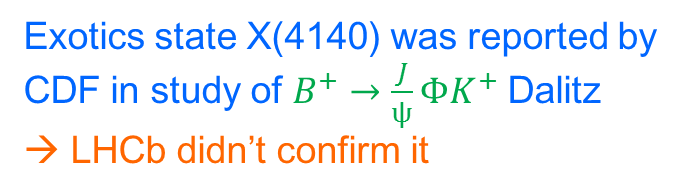 Exotics state X(4140) was reported by
CDF in study of B⁺ → J/ψ ΦK⁺ Dalitz
→ LHCb didn’t confirm it